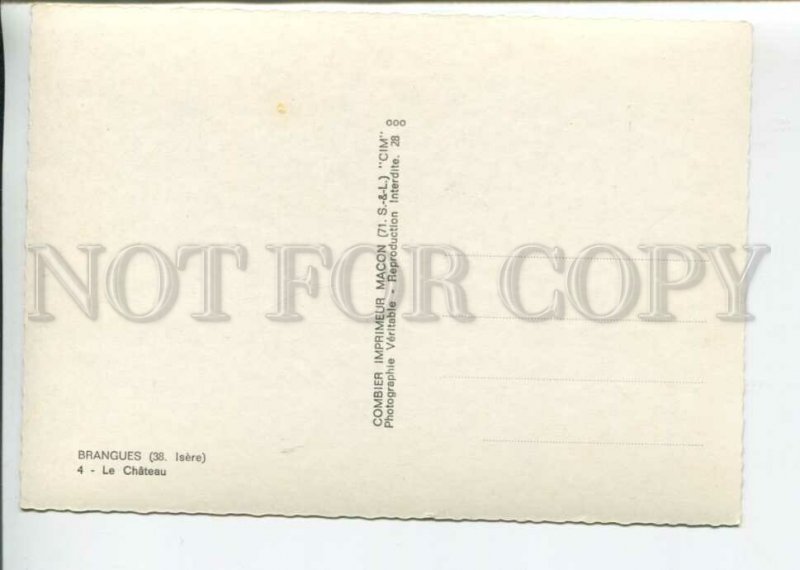 NOT FOR COPY
COMBIER IMPRIMEUR MACON (71. S.-&-L.) "CIM"
Photographie Véritable - Reproduction Interdite. 28 ooo
BRANGUES (38. Isère)
4 - Le Château